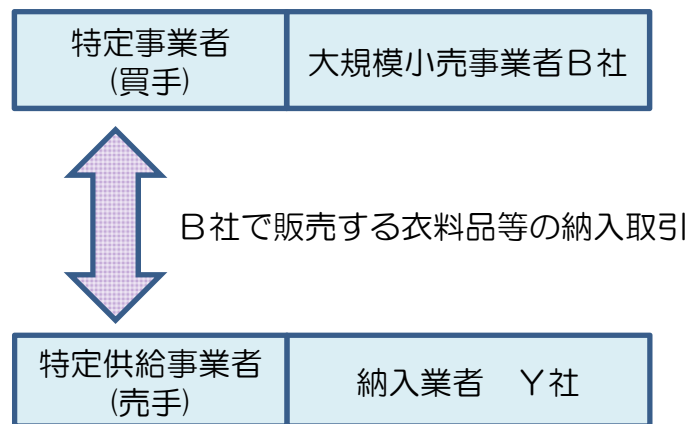 特定事業者
(買手)
大規模小売事業者Ｂ社
Ｂ社で販売する衣料品等の納入取引
特定供給事業者
(売手)
納入業者　Ｙ社